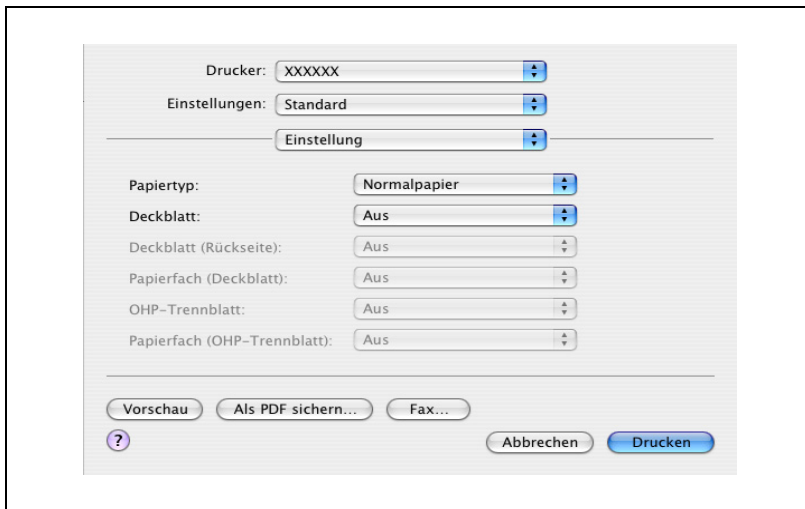 Drucker: XXXXXX
Einstellungen: Standard
Einstellung
Papiertyp: Normalpapier
Deckblatt: Aus
Deckblatt (Rückseite): Aus
Papierfach (Deckblatt): Aus
OHP-Trennblatt: Aus
Papierfach (OHP-Trennblatt): Aus
Vorschau Als PDF sichern... Fax...
? Abbrechen Drucken